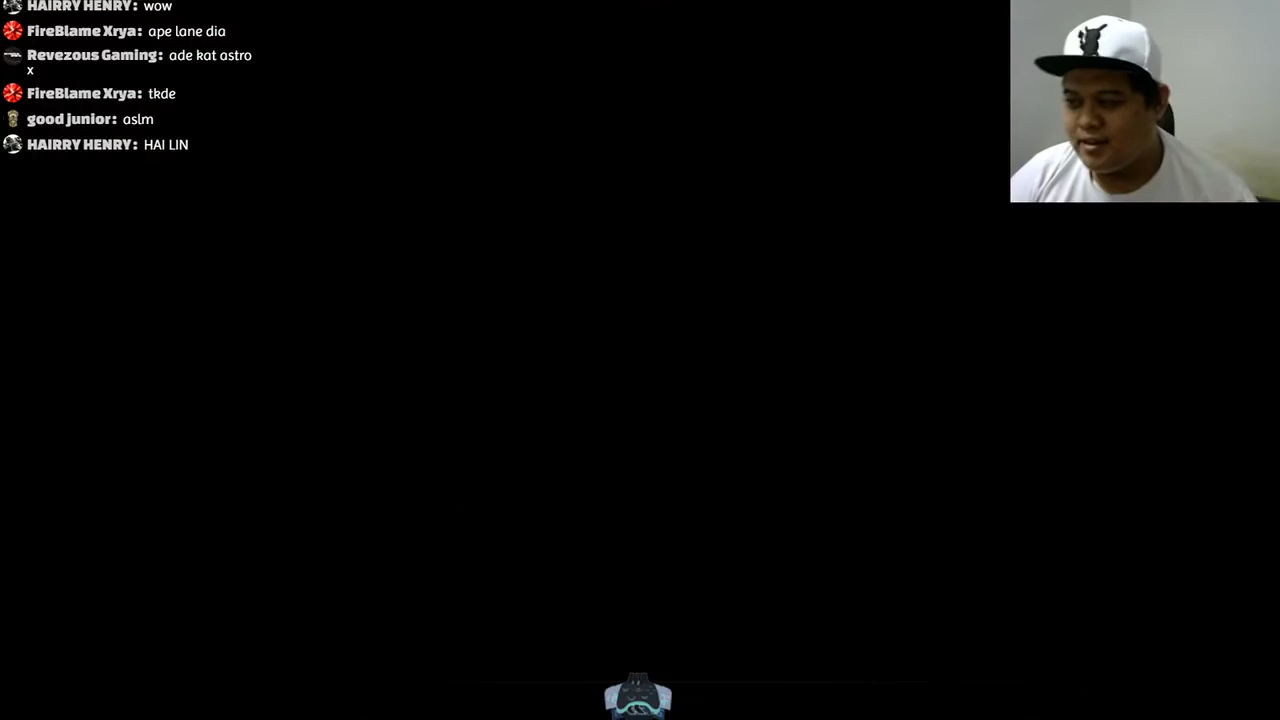 HAIRRY HENRY: wow
FireBlame Xrya: ape lane dia
Revezous Gaming: ade kat astro
x
FireBlame Xrya: tkde
good junior: aslm
HAIRRY HENRY: HAI LIN